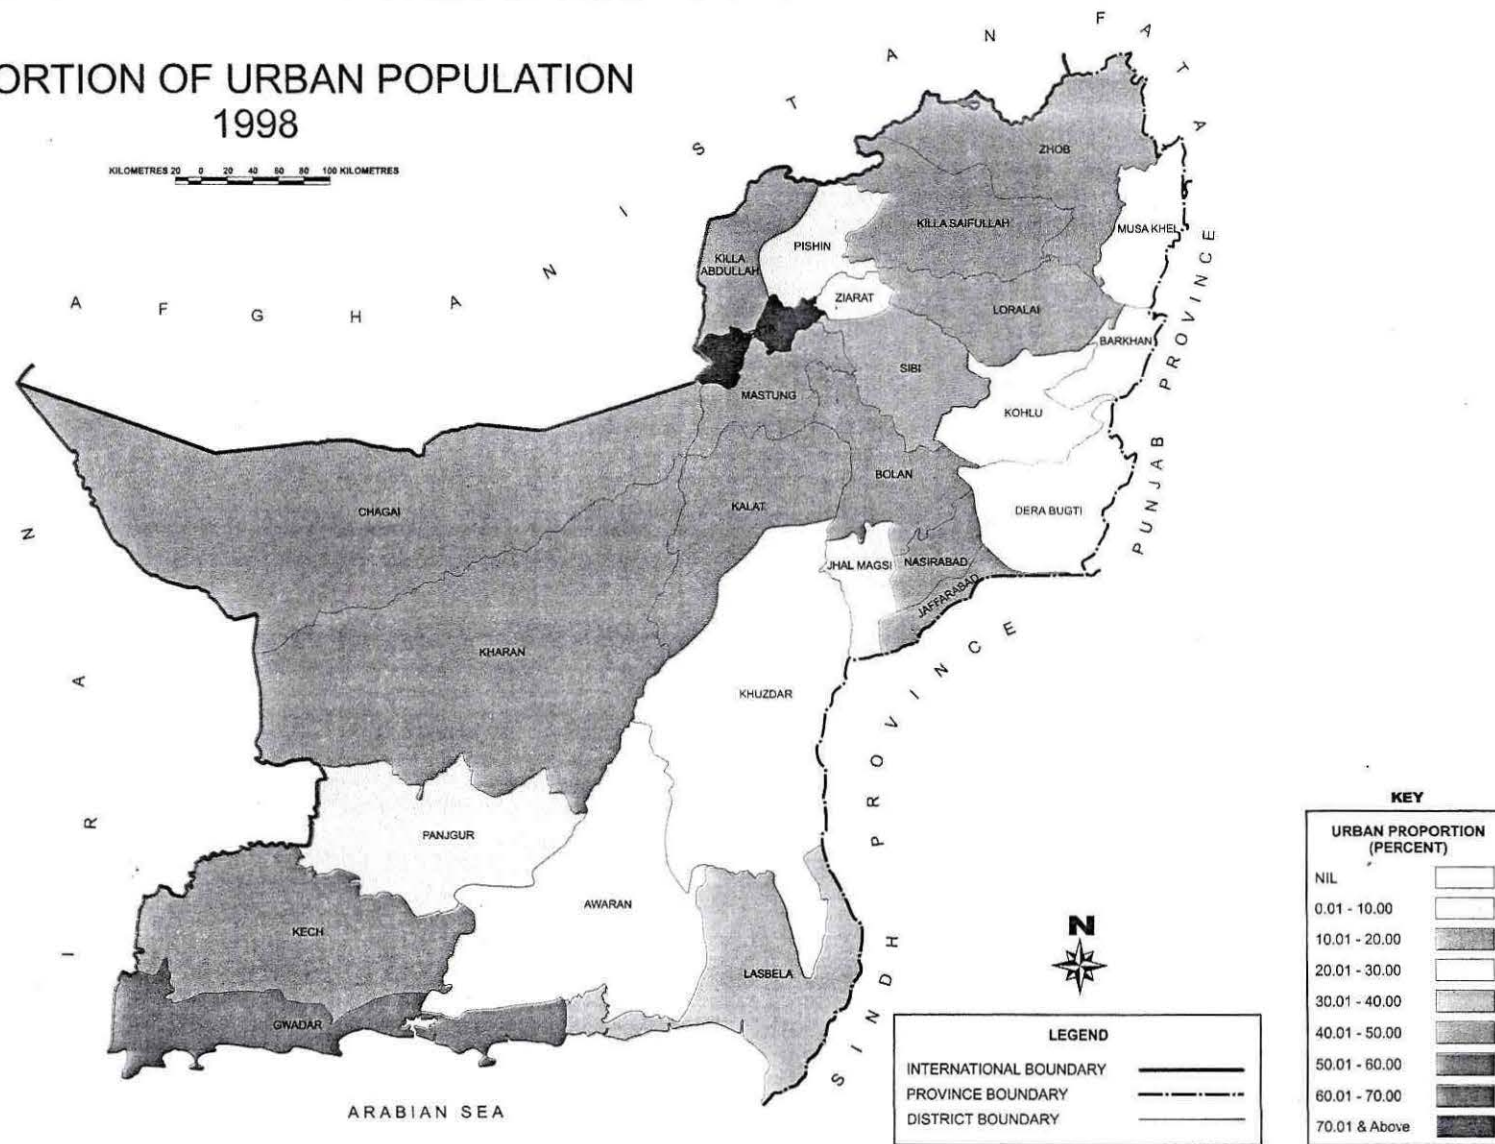 ORTION OF URBAN POPULATION
1998
KILOMETRES 20 0 20 40 60 80 100 KILOMETRES
AFGHANISTAN
FATA
PUNJAB PROVINCE
SINDH PROVINCE
IRAN
ZHOB
KILLA SAIFULLAH
MUSA KHEL
PISHIN
KILLA
ABDULLAH
ZIARAT
LORALAI
BARKHAN
SIBI
MASTUNG
KOHLU
BOLAN
DERA BUGTI
CHAGAI
KALAT
JHAL MAGSI
NASIRABAD
JAFFARABAD
KHARAN
KHUZDAR
PANJGUR
AWARAN
KECH
LASBELA
GWADAR
ARABIAN SEA
N
LEGEND
INTERNATIONAL BOUNDARY
PROVINCE BOUNDARY
DISTRICT BOUNDARY
KEY
URBAN PROPORTION
(PERCENT)
NIL
0.01 - 10.00
10.01 - 20.00
20.01 - 30.00
30.01 - 40.00
40.01 - 50.00
50.01 - 60.00
60.01 - 70.00
70.01 & Above